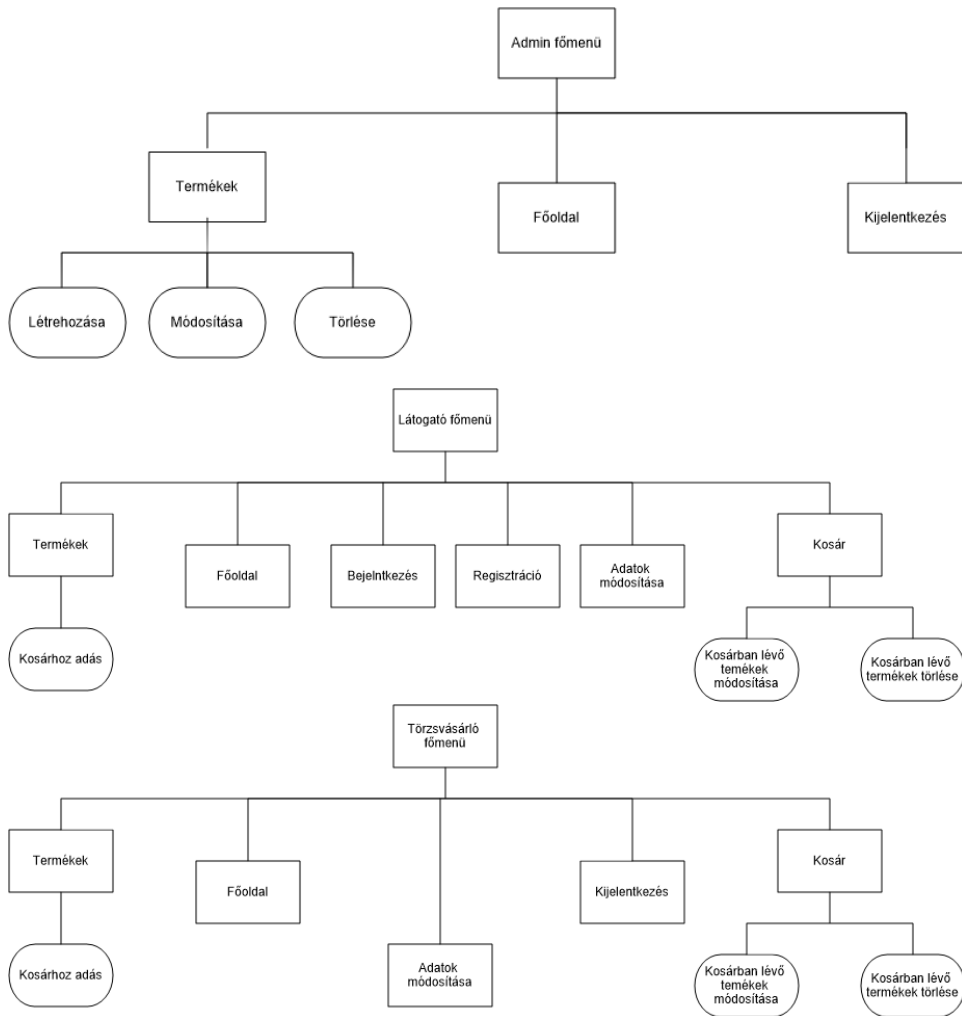 Admin főmenü
Termékek
Főoldal
Kijelentkezés
Létrehozása
Módosítása
Törlése
Látogató főmenü
Termékek
Főoldal
Bejelntkezés
Regisztráció
Adatok
módosítása
Kosár
Kosárhoz adás
Kosárban lévő
temékek
módosítása
Kosárban lévő
termékek törlése
Törzsvásárló
főmenü
Termékek
Főoldal
Adatok
módosítása
Kijelentkezés
Kosár
Kosárhoz adás
Kosárban lévő
temékek
módosítása
Kosárban lévő
termékek törlése